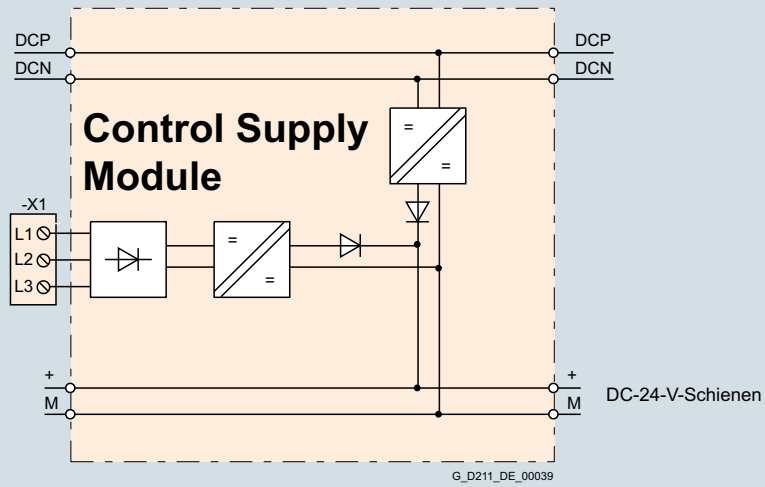 DCP
DCP
DCN
DCN
Control Supply
Module
=
=
-X1
L1
L2
L3
=
=
+
+
M
M
DC-24-V-Schienen
G_D211_DE_00039